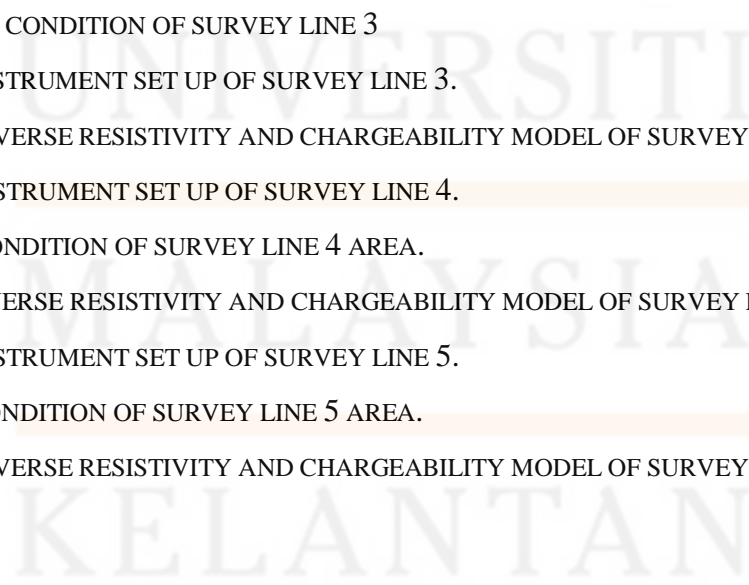 UNIVERSITI
CONDITION OF SURVEY LINE 3
STRUMENT SET UP OF SURVEY LINE 3.
VERSE RESISTIVITY AND CHARGEABILITY MODEL OF SURVEY
STRUMENT SET UP OF SURVEY LINE 4.
ONDITION OF SURVEY LINE 4 AREA.
MALAYSIA
VERSE RESISTIVITY AND CHARGEABILITY MODEL OF SURVEY
STRUMENT SET UP OF SURVEY LINE 5.
ONDITION OF SURVEY LINE 5 AREA.
VERSE RESISTIVITY AND CHARGEABILITY MODEL OF SURVEY
KELANTAN